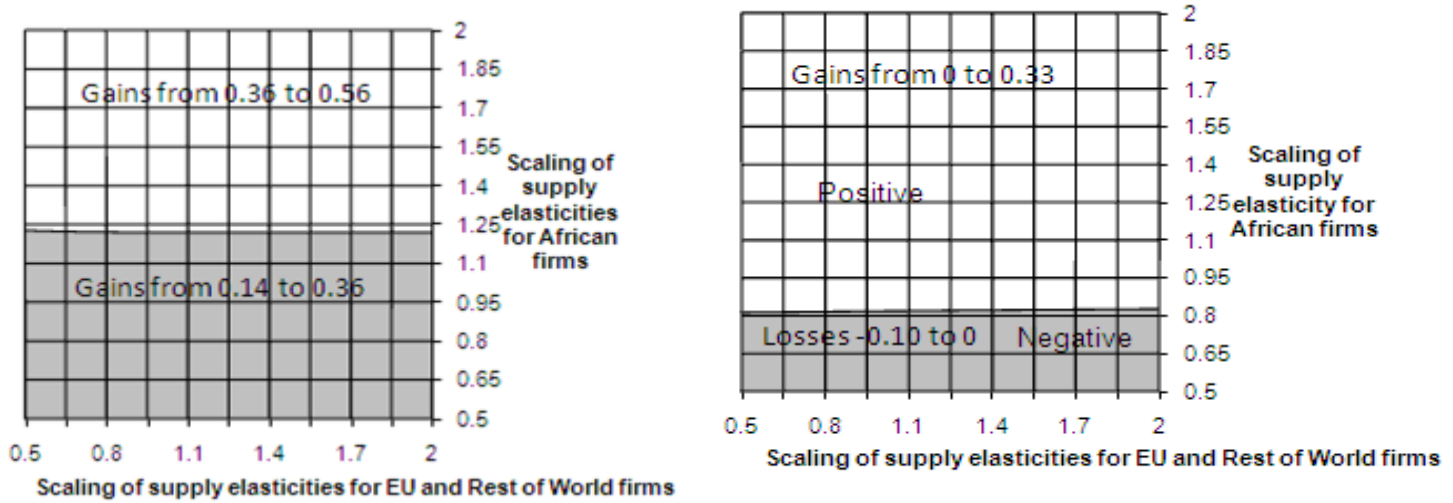 2
1.85
Gains from 0.36 to 0.56
1.7
1.55
Scaling of
supply
elasticities
for African
firms
1.4
1.25
1.1
Gains from 0.14 to 0.36
0.95
0.8
0.65
0.5
0.5 0.8 1.1 1.4 1.7 2
Scaling of supply elasticities for EU and Rest of World firms
2
1.85
Gains from 0 to 0.33
1.7
1.55
Scaling of
supply
elasticity for
African firms
1.4
Positive
1.25
1.1
0.95
0.8
Losses -0.10 to 0 Negative
0.65
0.5
0.5 0.8 1.1 1.4 1.7 2
Scaling of supply elasticities for EU and Rest of World firms